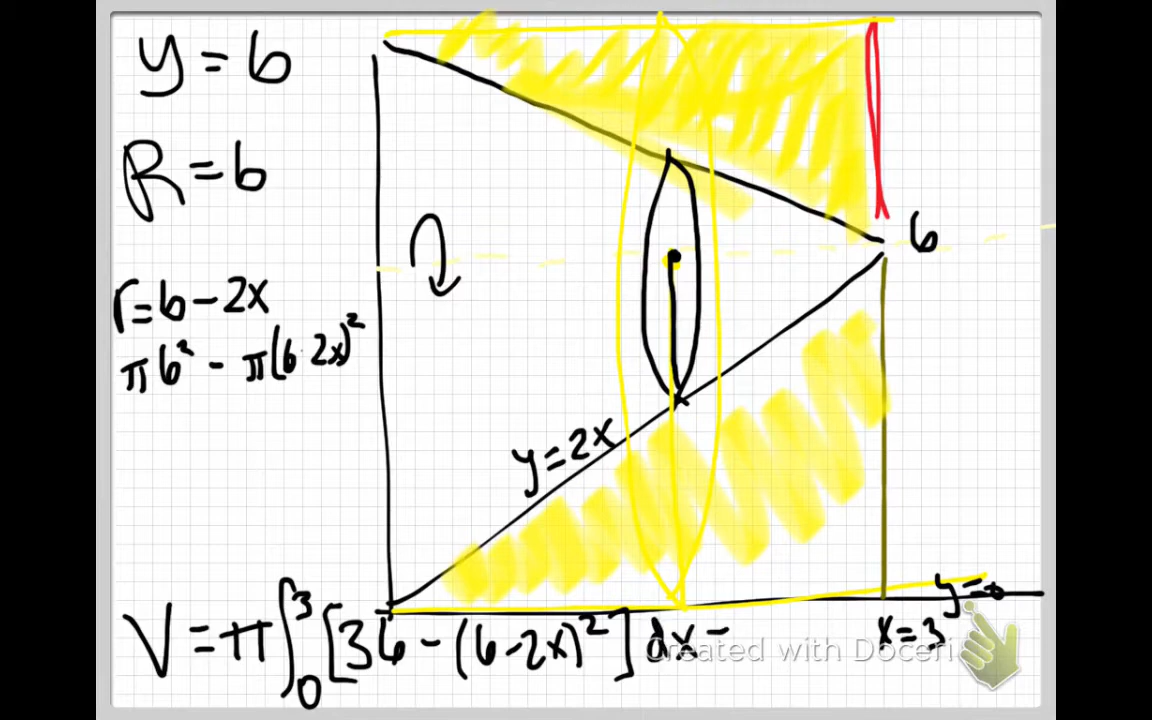 y = 6
R = 6
r = 6 - 2x
π6² - π(6-2x)²
6
y = 2x
y = 0
x = 3
V = π∫₀³[36 - (6-2x)²] dx =
Created with Doceri